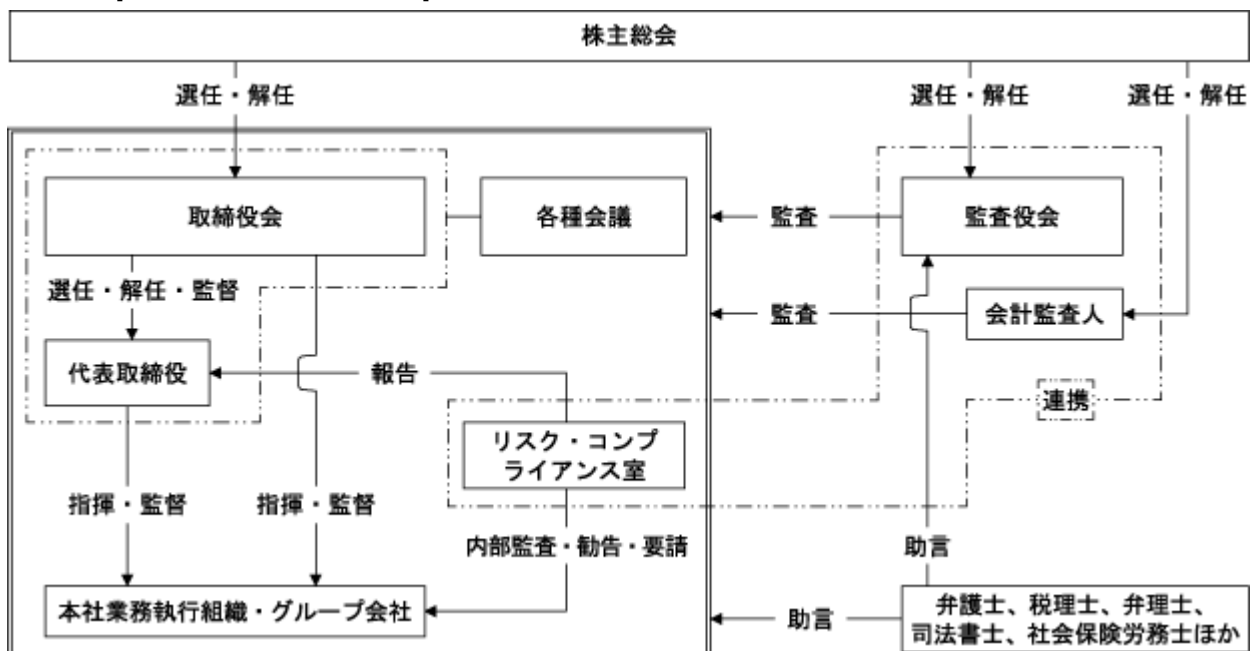 株主総会
選任・解任
選任・解任
選任・解任
取締役会
各種会議
監査
監査役会
選任・解任・監督
監査
会計監査人
代表取締役
報告
連携
リスク・コンプ
ライアンス室
指揮・監督
指揮・監督
内部監査・勧告・要請
助言
本社業務執行組織・グループ会社
助言
弁護士、税理士、弁理士、
司法書士、社会保険労務士ほか